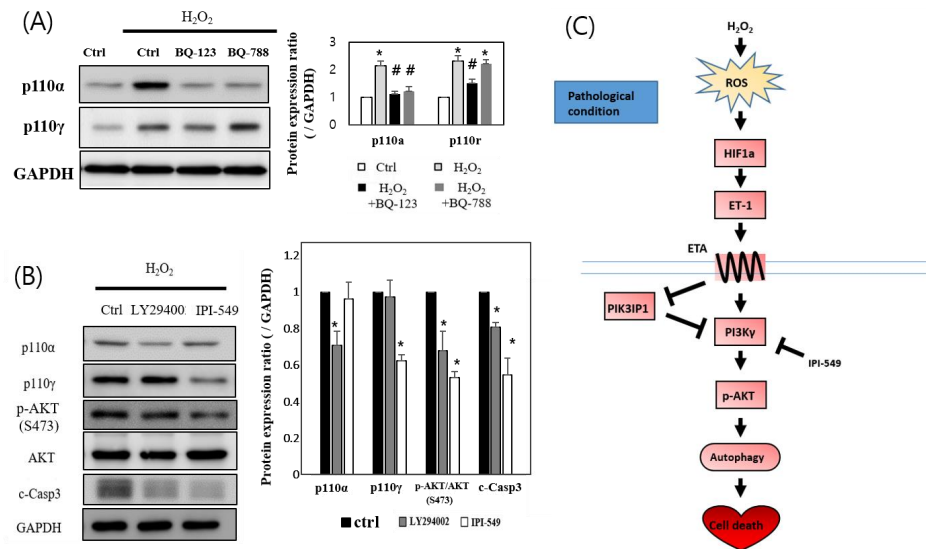 (A)
H₂O₂
Ctrl Ctrl BQ-123 BQ-788
p110α
p110γ
GAPDH
Protein expression ratio
( / GAPDH)
3
2
1
0
* # # * # *
p110a p110r
Ctrl H₂O₂
H₂O₂ H₂O₂
+BQ-123 +BQ-788
(B)
H₂O₂
Ctrl LY294002 IPI-549
p110α
p110γ
p-AKT
(S473)
AKT
c-Casp3
GAPDH
Protein expression ratio ( / GAPDH)
1.2
1
0.8
0.6
0.4
0.2
0
* * * * * *
p110α p110γ p-AKT/AKT c-Casp3
(S473)
ctrl LY294002 IPI-549
(C)
H₂O₂
ROS
Pathological
condition
HIF1a
ET-1
ETA
PIK3IP1
PI3Kγ
IPI-549
p-AKT
Autophagy
Cell death